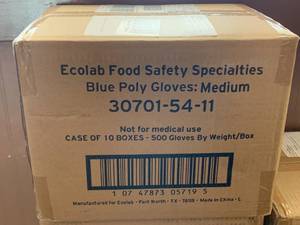 Ecolab Food Safety Specialties
Blue Poly Gloves: Medium
30701-54-11
Not for medical use
CASE OF 10 BOXES - 500 Gloves By Weight/Box
1 07 47873 05719 5
Manufactured for Ecolab - Fort Worth - TX - 76155 - Made in China - L